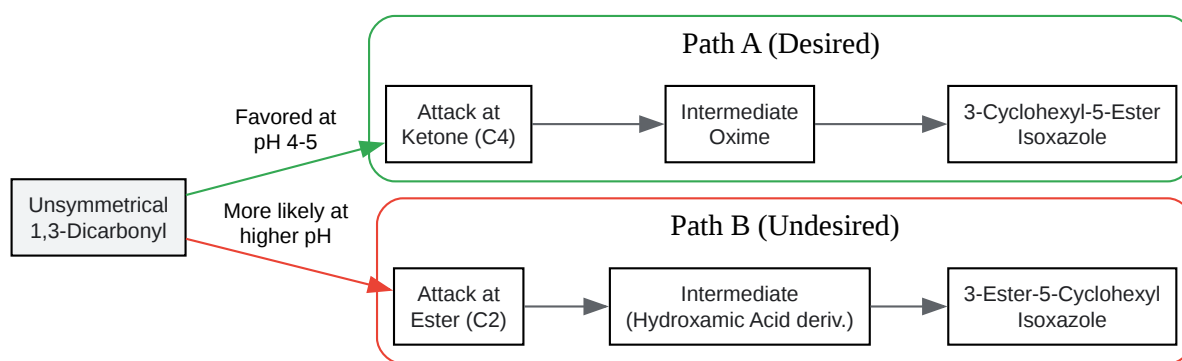 Path A (Desired)
Favored at
pH 4-5
Attack at
Ketone (C4)
Intermediate
Oxime
3-Cyclohexyl-5-Ester
Isoxazole
Unsymmetrical
1,3-Dicarbonyl
More likely at
higher pH
Path B (Undesired)
Attack at
Ester (C2)
Intermediate
(Hydroxamic Acid deriv.)
3-Ester-5-Cyclohexyl
Isoxazole